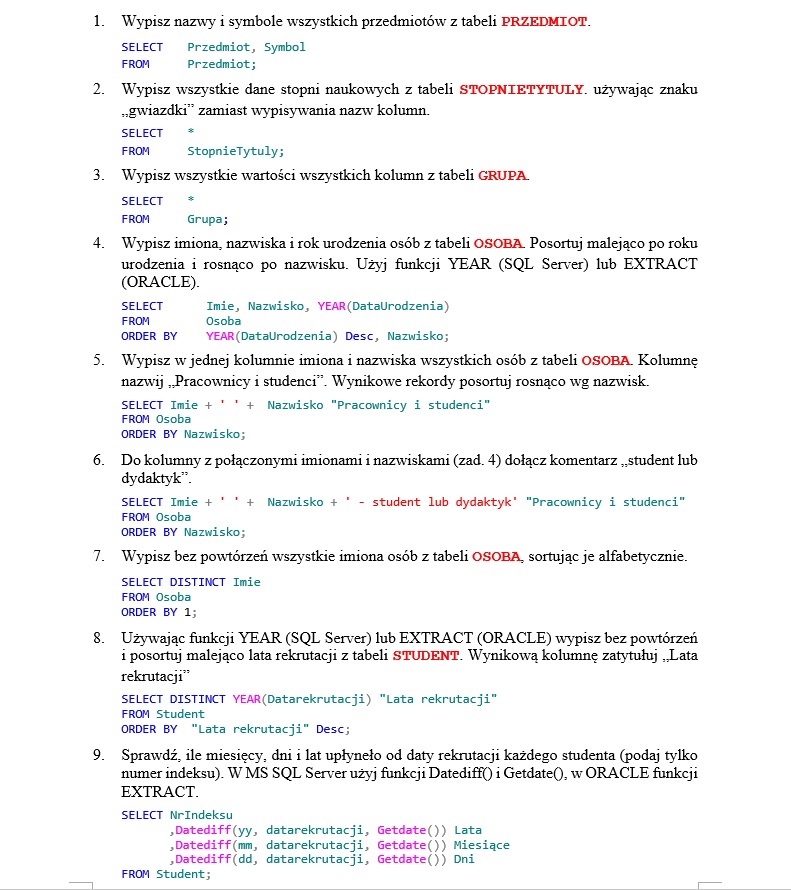 1. Wypisz nazwy i symbole wszystkich przedmiotów z tabeli PRZEDMIOT.
SELECT Przedmiot, Symbol
FROM Przedmiot;
2. Wypisz wszystkie dane stopni naukowych z tabeli STOPNIETYTULY. używając znaku
„gwiazdki” zamiast wypisywania nazw kolumn.
SELECT *
FROM StopnieTytuly;
3. Wypisz wszystkie wartości wszystkich kolumn z tabeli GRUPA.
SELECT *
FROM Grupa;
4. Wypisz imiona, nazwiska i rok urodzenia osób z tabeli OSOBA. Posortuj malejąco po roku
urodzenia i rosnąco po nazwisku. Użyj funkcji YEAR (SQL Server) lub EXTRACT
(ORACLE).
SELECT Imie, Nazwisko, YEAR(DataUrodzenia)
FROM Osoba
ORDER BY YEAR(DataUrodzenia) Desc, Nazwisko;
5. Wypisz w jednej kolumnie imiona i nazwiska wszystkich osób z tabeli OSOBA. Kolumnę
nazwij „Pracownicy i studenci”. Wynikowe rekordy posortuj rosnąco wg nazwisk.
SELECT Imie + ' ' + Nazwisko "Pracownicy i studenci"
FROM Osoba
ORDER BY Nazwisko;
6. Do kolumny z połączonymi imionami i nazwiskami (zad. 4) dołącz komentarz „student lub
dydaktyk”.
SELECT Imie + ' ' + Nazwisko + ' - student lub dydaktyk' "Pracownicy i studenci"
FROM Osoba
ORDER BY Nazwisko;
7. Wypisz bez powtórzeń wszystkie imiona osób z tabeli OSOBA, sortując je alfabetycznie.
SELECT DISTINCT Imie
FROM Osoba
ORDER BY 1;
8. Używając funkcji YEAR (SQL Server) lub EXTRACT (ORACLE) wypisz bez powtórzeń
i posortuj malejąco lata rekrutacji z tabeli STUDENT. Wynikową kolumnę zatytułuj „Lata
rekrutacji”
SELECT DISTINCT YEAR(Datarekrutacji) "Lata rekrutacji"
FROM Student
ORDER BY "Lata rekrutacji" Desc;
9. Sprawdź, ile miesięcy, dni i lat upłyneło od daty rekrutacji każdego studenta (podaj tylko
numer indeksu). W MS SQL Server użyj funkcji Datediff() i Getdate(), w ORACLE funkcji
EXTRACT.
SELECT NrIndeksu
,Datediff(yy, datarekrutacji, Getdate()) Lata
,Datediff(mm, datarekrutacji, Getdate()) Miesiące
,Datediff(dd, datarekrutacji, Getdate()) Dni
FROM Student;